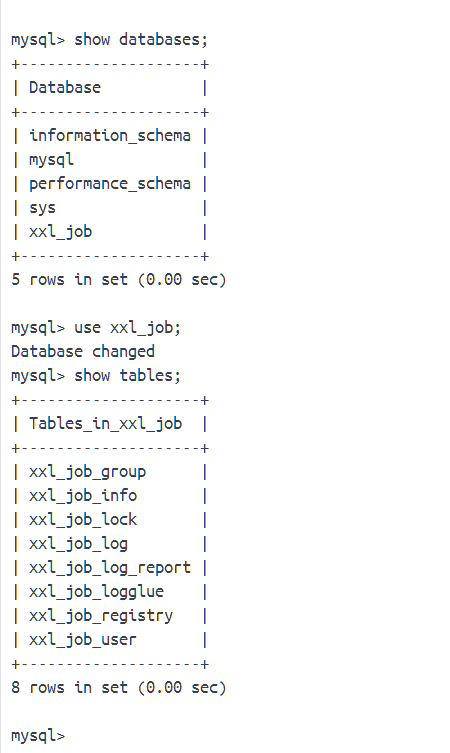 mysql> show databases;
+--------------------+
| Database           |
+--------------------+
| information_schema |
| mysql              |
| performance_schema |
| sys                |
| xxl_job            |
+--------------------+
5 rows in set (0.00 sec)

mysql> use xxl_job;
Database changed
mysql> show tables;
+--------------------+
| Tables_in_xxl_job  |
+--------------------+
| xxl_job_group      |
| xxl_job_info       |
| xxl_job_lock       |
| xxl_job_log        |
| xxl_job_log_report |
| xxl_job_logglue    |
| xxl_job_registry   |
| xxl_job_user       |
+--------------------+
8 rows in set (0.00 sec)

mysql>